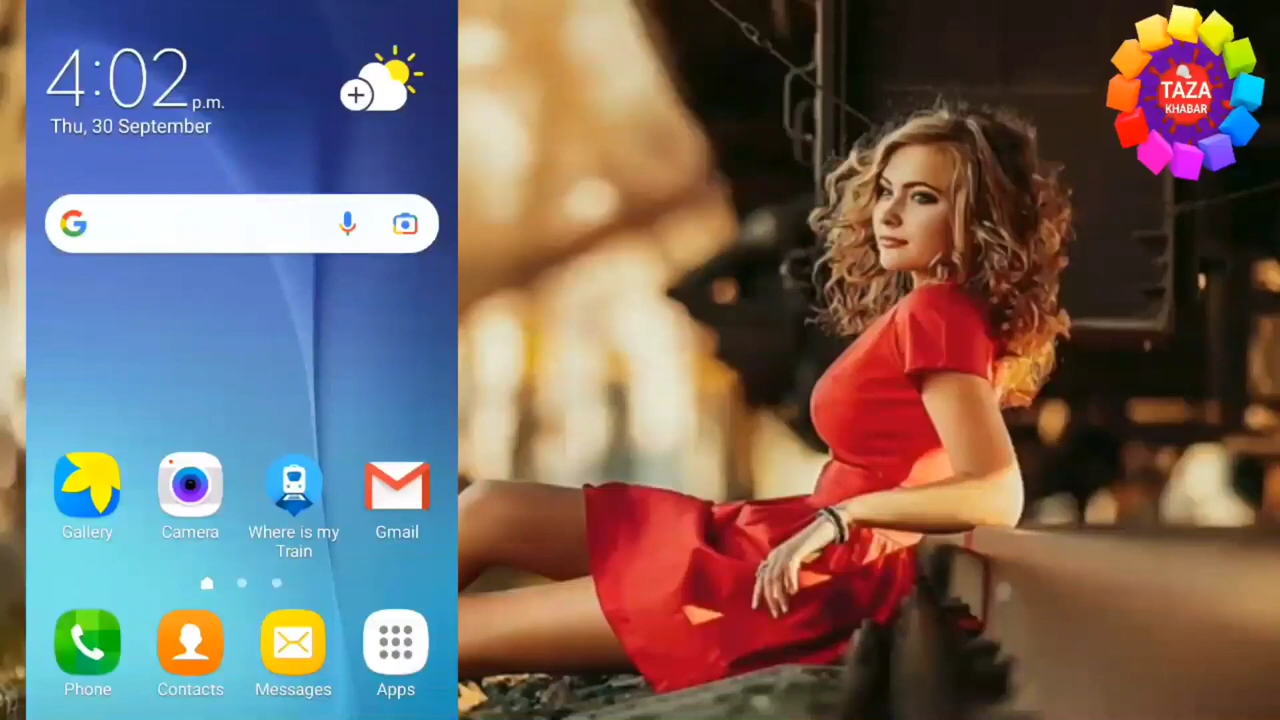 4:02 p.m.
Thu, 30 September
Gallery
Camera
Where is my
Train
Gmail
Phone
Contacts
Messages
Apps
TAZA
KHABAR